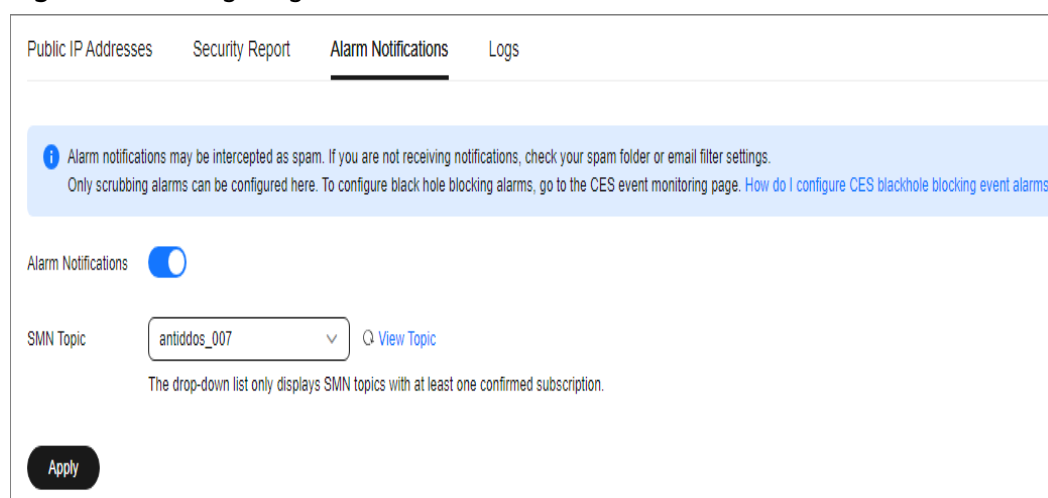 Public IP Addresses Security Report Alarm Notifications Logs
Alarm notifications may be intercepted as spam. If you are not receiving notifications, check your spam folder or email filter settings.
Only scrubbing alarms can be configured here. To configure black hole blocking alarms, go to the CES event monitoring page. How do I configure CES blackhole blocking event alarms
Alarm Notifications
SMN Topic antiddos_007 View Topic
The drop-down list only displays SMN topics with at least one confirmed subscription.
Apply